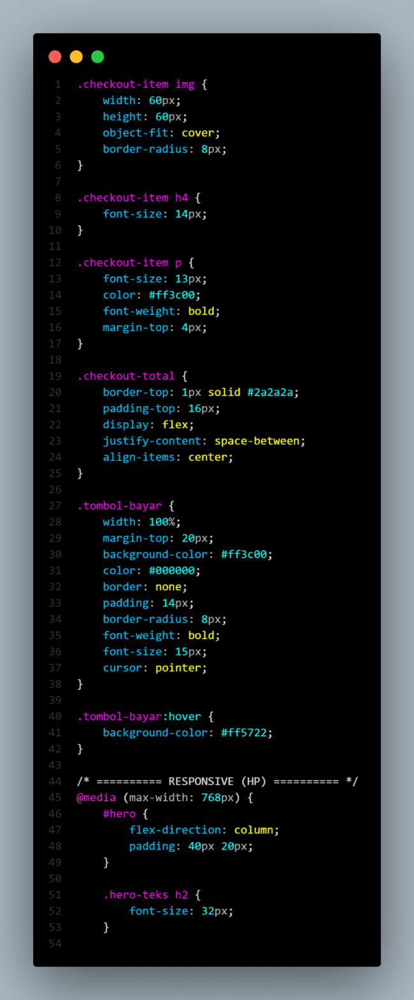 1 .checkout-item img {
2     width: 60px;
3     height: 60px;
4     object-fit: cover;
5     border-radius: 8px;
6 }
7
8 .checkout-item h4 {
9     font-size: 14px;
10 }
11
12 .checkout-item p {
13     font-size: 13px;
14     color: #ff3c00;
15     font-weight: bold;
16     margin-top: 4px;
17 }
18
19 .checkout-total {
20     border-top: 1px solid #2a2a2a;
21     padding-top: 16px;
22     display: flex;
23     justify-content: space-between;
24     align-items: center;
25 }
26
27 .tombol-bayar {
28     width: 100%;
29     margin-top: 20px;
30     background-color: #ff3c00;
31     color: #000000;
32     border: none;
33     padding: 14px;
34     border-radius: 8px;
35     font-weight: bold;
36     font-size: 15px;
37     cursor: pointer;
38 }
39
40 .tombol-bayar:hover {
41     background-color: #ff5722;
42 }
43
44 /* ========== RESPONSIVE (HP) ========== */
45 @media (max-width: 768px) {
46     #hero {
47         flex-direction: column;
48         padding: 40px 20px;
49     }
50
51     .hero-teks h2 {
52         font-size: 32px;
53     }
54